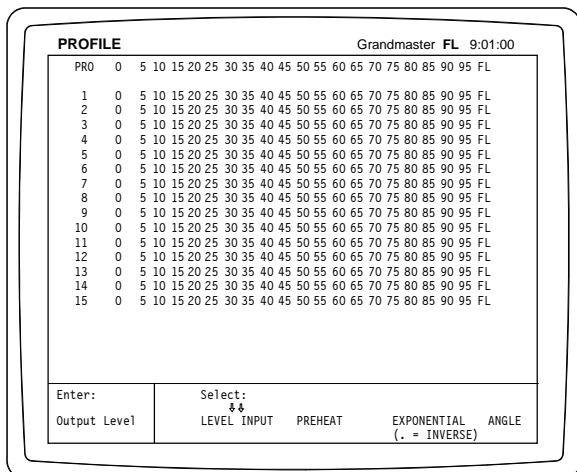 PROFILE Grandmaster FL 9:01:00
PRO 0 5 10 15 20 25 30 35 40 45 50 55 60 65 70 75 80 85 90 95 FL
1 0 5 10 15 20 25 30 35 40 45 50 55 60 65 70 75 80 85 90 95 FL
2 0 5 10 15 20 25 30 35 40 45 50 55 60 65 70 75 80 85 90 95 FL
3 0 5 10 15 20 25 30 35 40 45 50 55 60 65 70 75 80 85 90 95 FL
4 0 5 10 15 20 25 30 35 40 45 50 55 60 65 70 75 80 85 90 95 FL
5 0 5 10 15 20 25 30 35 40 45 50 55 60 65 70 75 80 85 90 95 FL
6 0 5 10 15 20 25 30 35 40 45 50 55 60 65 70 75 80 85 90 95 FL
7 0 5 10 15 20 25 30 35 40 45 50 55 60 65 70 75 80 85 90 95 FL
8 0 5 10 15 20 25 30 35 40 45 50 55 60 65 70 75 80 85 90 95 FL
9 0 5 10 15 20 25 30 35 40 45 50 55 60 65 70 75 80 85 90 95 FL
10 0 5 10 15 20 25 30 35 40 45 50 55 60 65 70 75 80 85 90 95 FL
11 0 5 10 15 20 25 30 35 40 45 50 55 60 65 70 75 80 85 90 95 FL
12 0 5 10 15 20 25 30 35 40 45 50 55 60 65 70 75 80 85 90 95 FL
13 0 5 10 15 20 25 30 35 40 45 50 55 60 65 70 75 80 85 90 95 FL
14 0 5 10 15 20 25 30 35 40 45 50 55 60 65 70 75 80 85 90 95 FL
15 0 5 10 15 20 25 30 35 40 45 50 55 60 65 70 75 80 85 90 95 FL
Enter: Select:
Output Level LEVEL INPUT PREHEAT EXPONENTIAL ANGLE
(. = INVERSE)